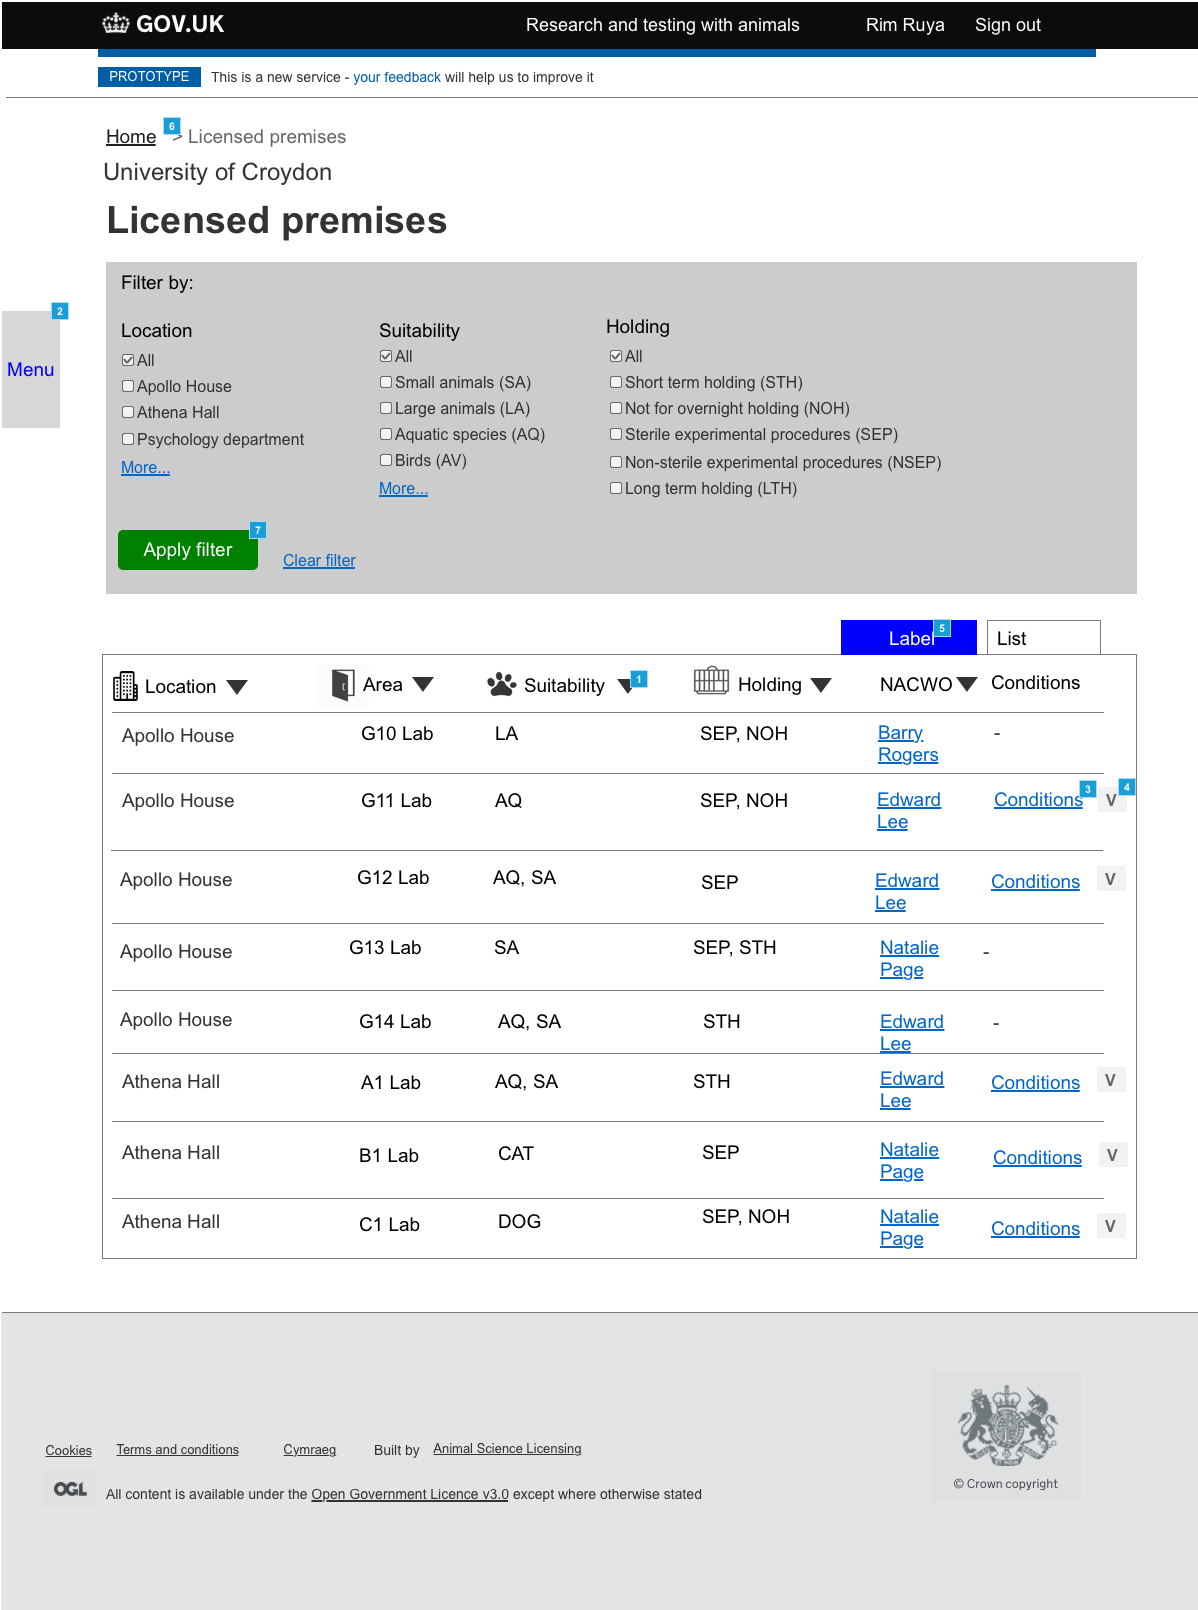 GOV.UK
Research and testing with animals
Rim Ruya
Sign out
PROTOTYPE
This is a new service - your feedback will help us to improve it
Home > Licensed premises
6
University of Croydon
Licensed premises
2
Menu
Filter by:
Location
All
Apollo House
Athena Hall
Psychology department
More...
Suitability
All
Small animals (SA)
Large animals (LA)
Aquatic species (AQ)
Birds (AV)
More...
Holding
All
Short term holding (STH)
Not for overnight holding (NOH)
Sterile experimental procedures (SEP)
Non-sterile experimental procedures (NSEP)
Long term holding (LTH)
Apply filter
7
Clear filter
Label
5
List
Location Area Suitability 1 Holding NACWO Conditions
Apollo House G10 Lab LA SEP, NOH Barry Rogers -
Apollo House G11 Lab AQ SEP, NOH Edward Lee Conditions 3 V 4
Apollo House G12 Lab AQ, SA SEP Edward Lee Conditions V
Apollo House G13 Lab SA SEP, STH Natalie Page -
Apollo House G14 Lab AQ, SA STH Edward Lee -
Athena Hall A1 Lab AQ, SA STH Edward Lee Conditions V
Athena Hall B1 Lab CAT SEP Natalie Page Conditions V
Athena Hall C1 Lab DOG SEP, NOH Natalie Page Conditions V
Cookies Terms and conditions Cymraeg Built by Animal Science Licensing
OGL All content is available under the Open Government Licence v3.0 except where otherwise stated
© Crown copyright